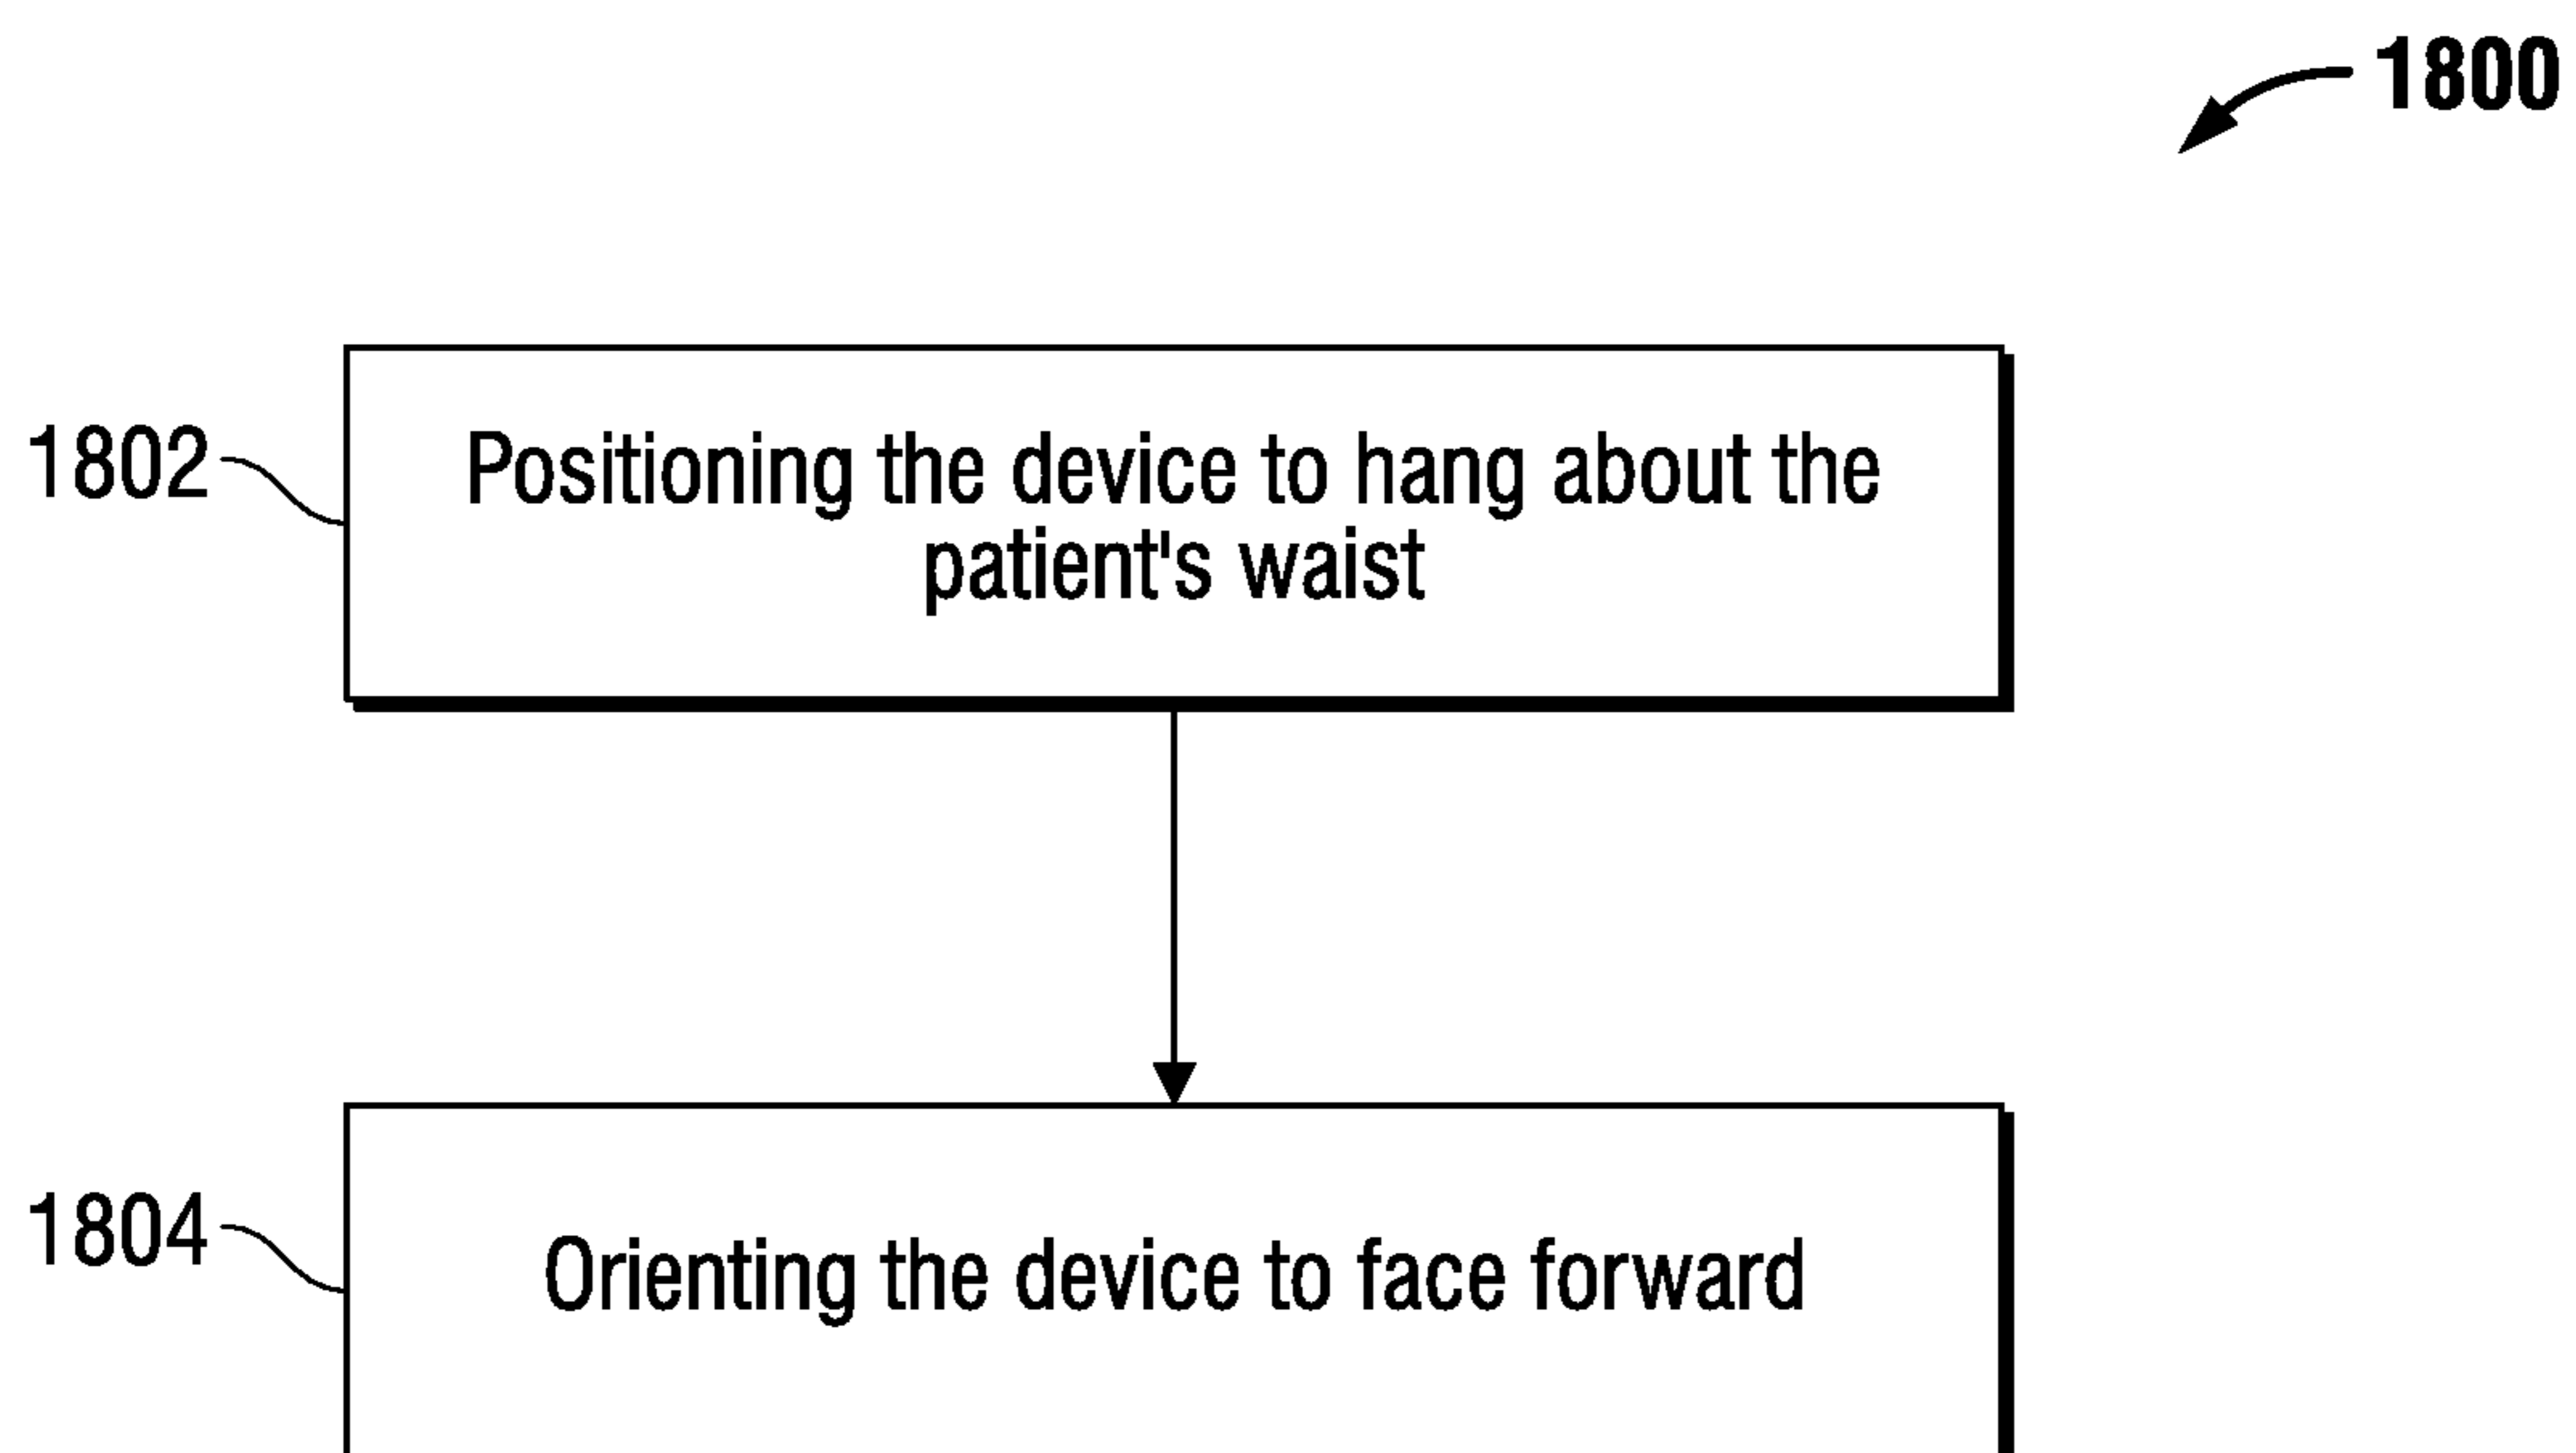 1800
1802
Positioning the device to hang about the
patient's waist
1804
Orienting the device to face forward